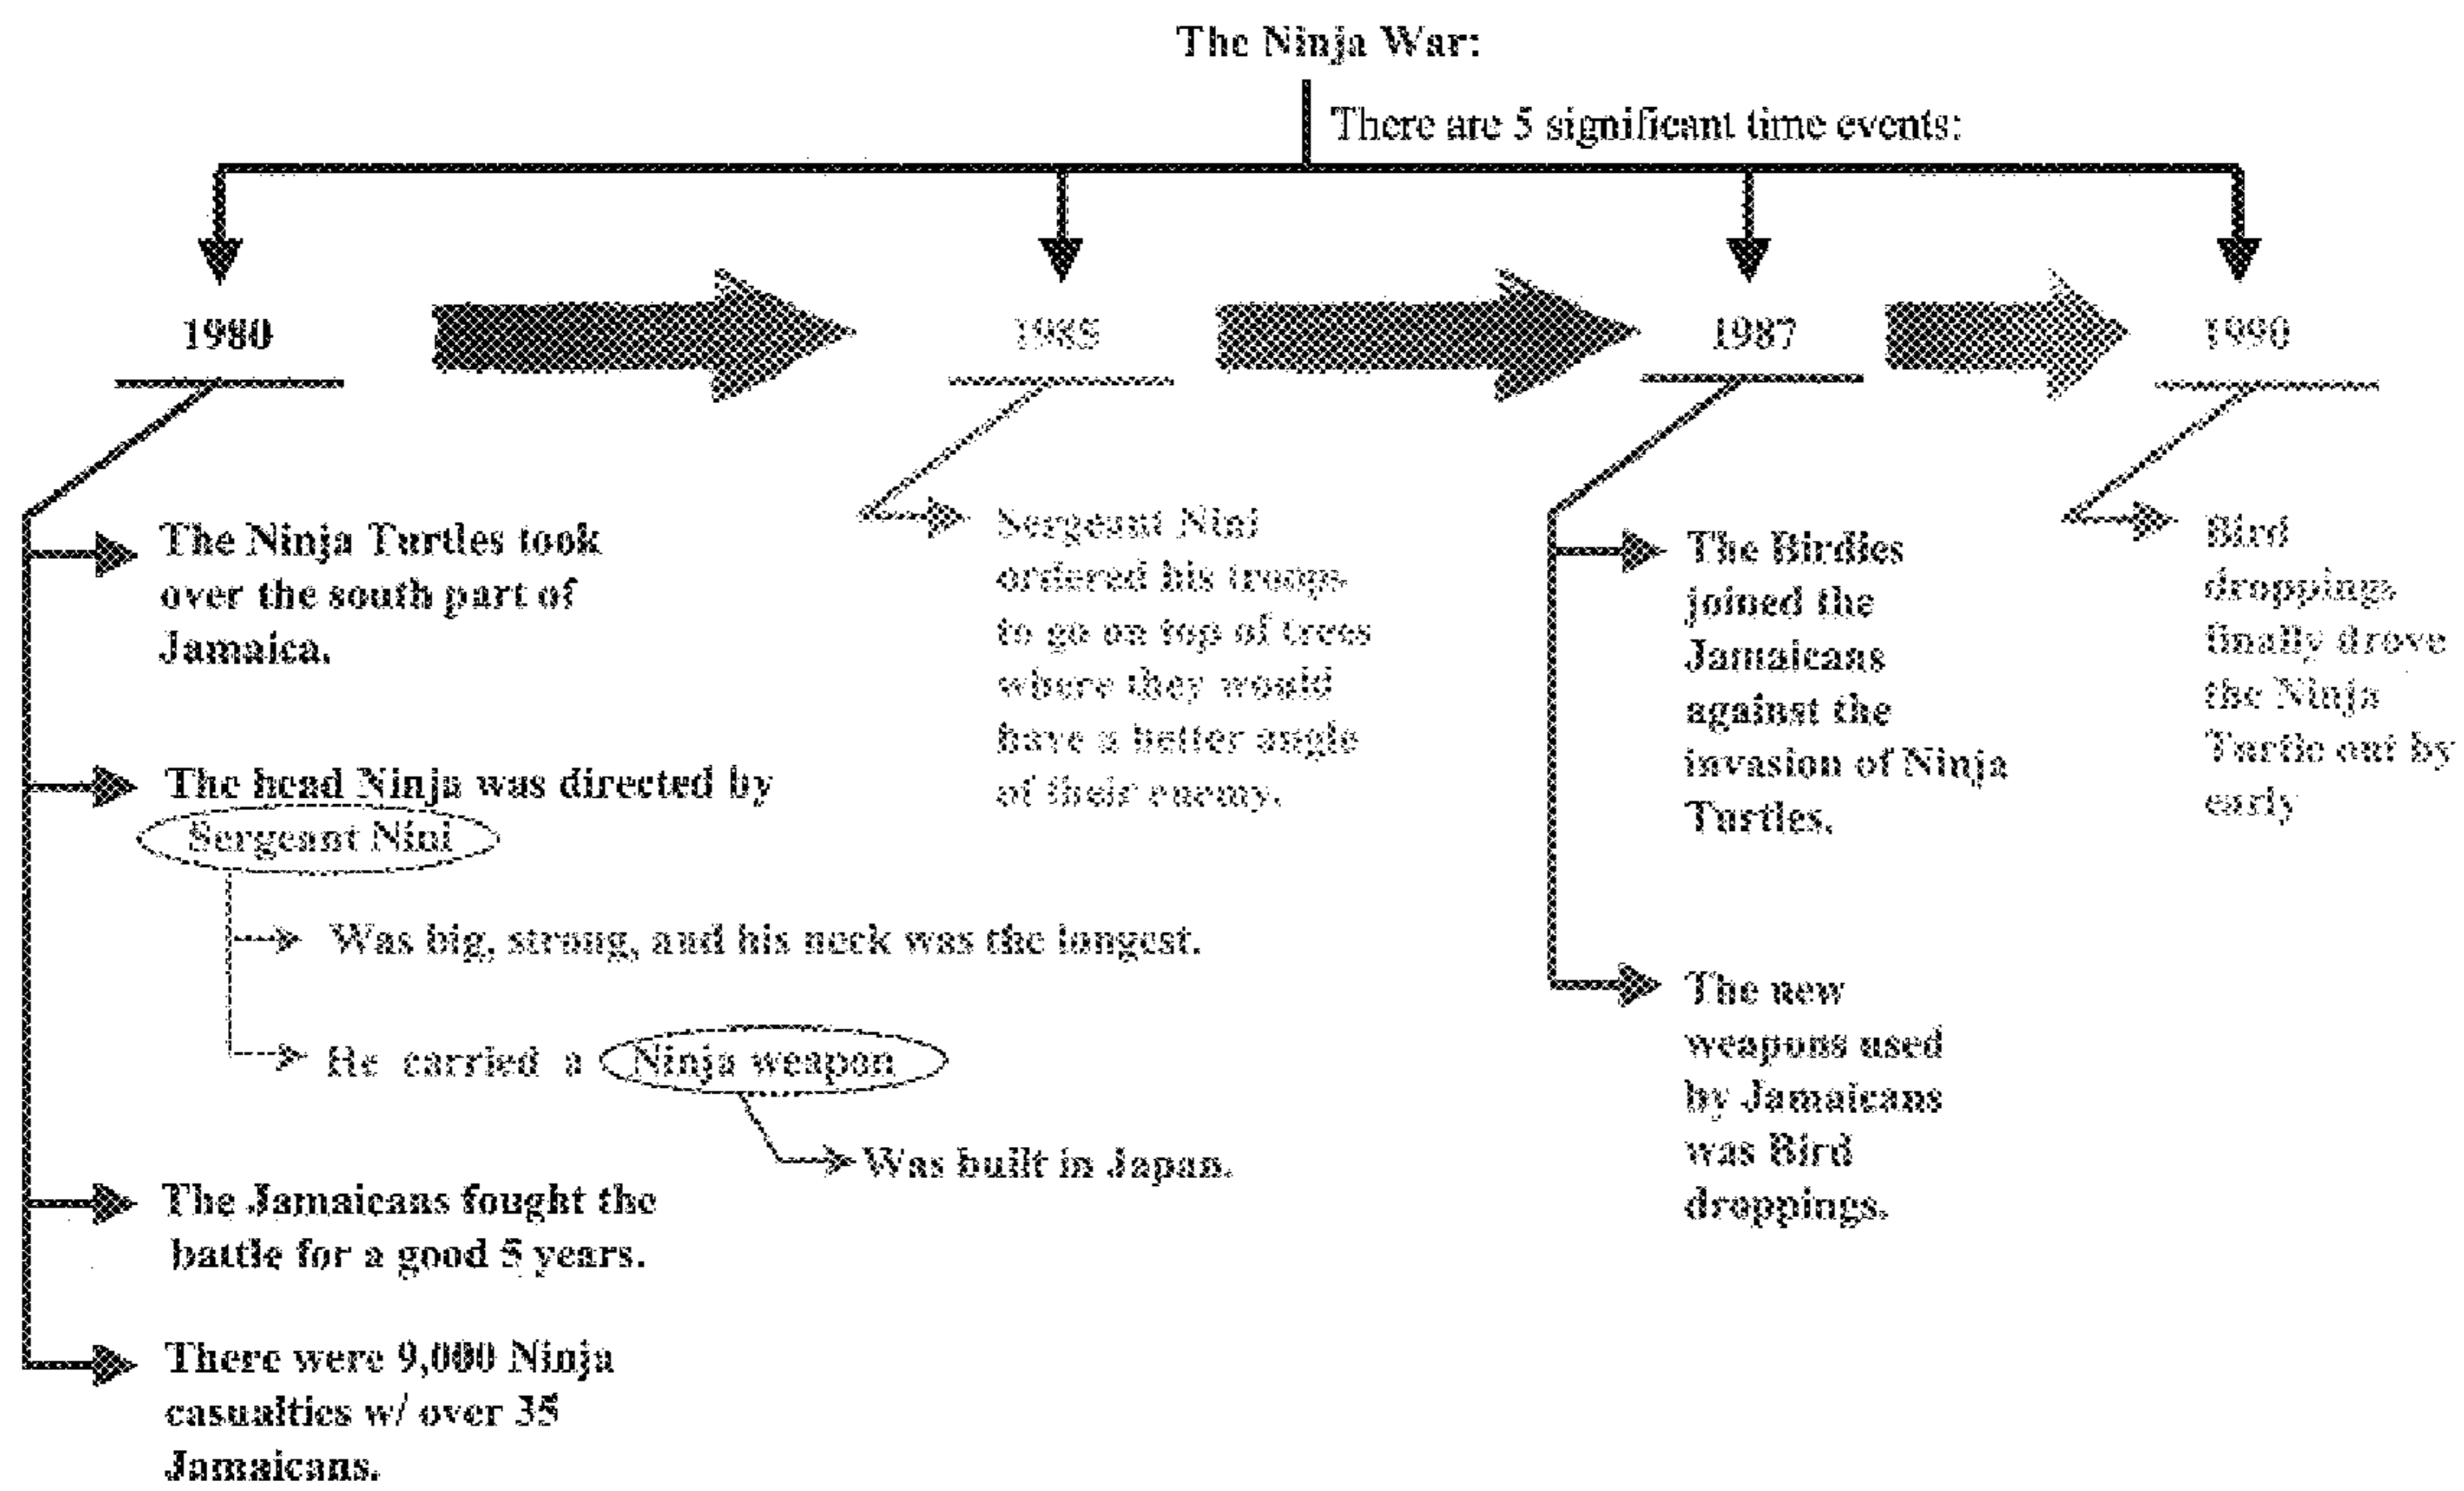 The Ninja War:
There are 5 significant time events:
1980
1985
1987
1990
The Ninja Turtles took
over the south part of
Jamaica.
The head Ninja was directed by
Sergeant Nini
Was big, strong, and his neck was the longest.
He carried a Ninja weapon
Was built in Japan.
The Jamaicans fought the
battle for a good 5 years.
There were 9,000 Ninja
casualties w/ over 35
Jamaicans.
Sergeant Nini
ordered his troops
to go on top of trees
where they would
have a better angle
of their enemy.
The Birdies
joined the
Jamaicans
against the
invasion of Ninja
Turtles.
The new
weapons used
by Jamaicans
was Bird
droppings.
Bird
droppings
finally drove
the Ninja
Turtle out by
early